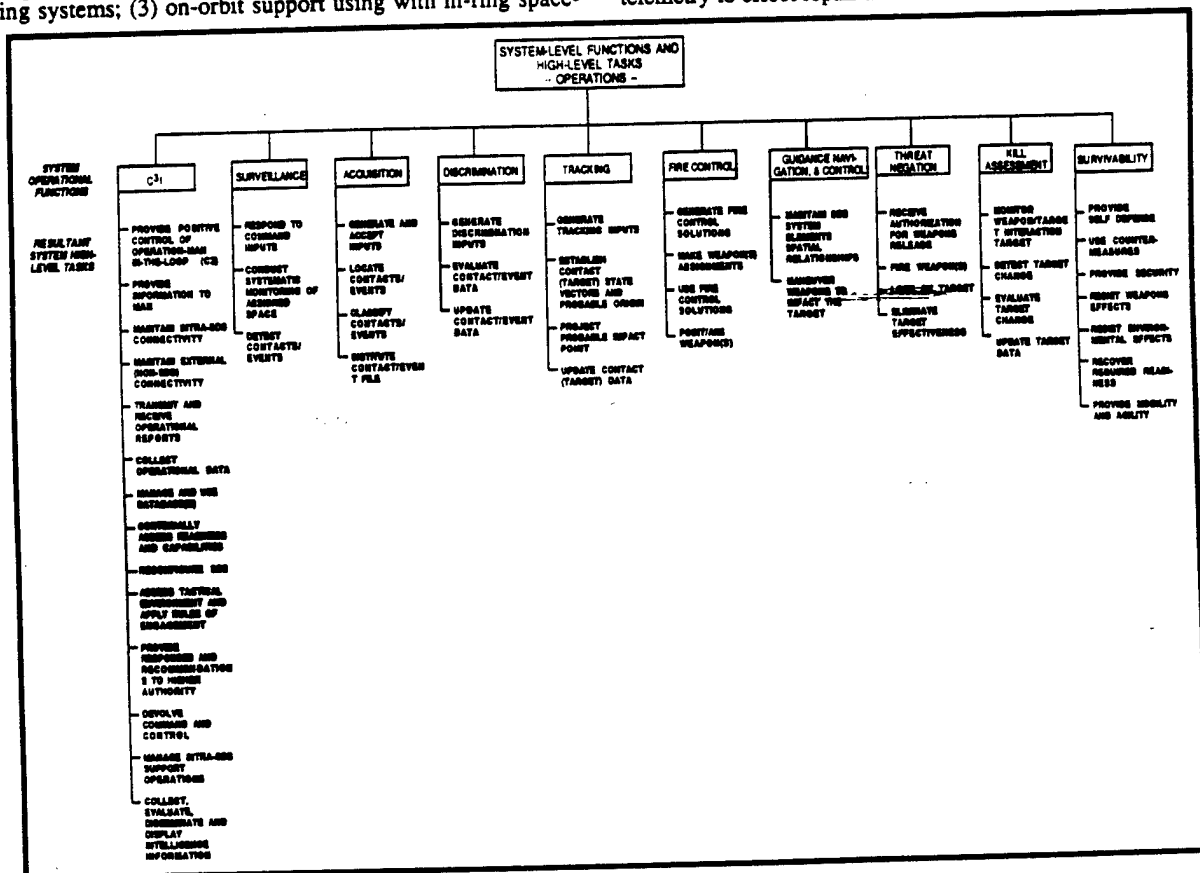 ing systems; (3) on-orbit support using with in-ring space-
telemetry to effect repair
SYSTEM-LEVEL FUNCTIONS AND
HIGH-LEVEL TASKS
- OPERATIONS -
SYSTEM
OPERATIONAL
FUNCTIONS
C3I
SURVEILLANCE
ACQUISITION
DISCRIMINATION
TRACKING
FIRE CONTROL
GUIDANCE NAVI-
GATION, & CONTROL
THREAT
NEGATION
KILL
ASSESSMENT
SURVIVABILITY
RESULTANT
SYSTEM HIGH-
LEVEL TASKS
PROVIDE POSITIVE
CONTROL OF
OPERATION-MAN
IN-THE-LOOP (C2)
PROVIDE
INFORMATION TO
MAN
MAINTAIN INTRA-SDS
CONNECTIVITY
MAINTAIN EXTERNAL
(NON-SDS)
CONNECTIVITY
TRANSMIT AND
RECEIVE
OPERATIONAL
REPORTS
COLLECT
OPERATIONAL DATA
MANAGE AND USE
DATABASE(S)
CONTINUALLY
ASSESS READINESS
AND CAPABILITIES
RECONFIGURE SDS
ASSESS TACTICAL
ENVIRONMENT AND
APPLY RULES OF
ENGAGEMENT
PROVIDE
RESPONSES AND
RECOMMENDATION
S TO HIGHER
AUTHORITY
DEVOLVE
COMMAND AND
CONTROL
MANAGE INTRA-SDS
SUPPORT
OPERATIONS
COLLECT,
EVALUATE,
DISCRIMINATE AND
DISPLAY
INTELLIGENCE
INFORMATION
RESPOND TO
COMMAND
INPUTS
CONDUCT
SYSTEMATIC
MONITORING OF
ASSIGNED
SPACE
DETECT
CONTACTS/
EVENTS
GENERATE AND
ACCEPT
INPUTS
LOCATE
CONTACTS/
EVENTS
CLASSIFY
CONTACTS/
EVENTS
INSTITUTE
CONTACT/EVEN
T FILE
GENERATE
DISCRIMINATION
INPUTS
EVALUATE
CONTACT/EVENT
DATA
UPDATE
CONTACT/EVENT
DATA
GENERATE
TRACKING INPUTS
ESTABLISH
CONTACT
(TARGET) STATE
VECTORS AND
PROBABLE ORIGIN
PROJECT
PROBABLE IMPACT
POINT
UPDATE CONTACT
(TARGET) DATA
GENERATE FIRE
CONTROL
SOLUTIONS
MAKE WEAPON(S)
ASSIGNMENTS
USE FIRE
CONTROL
SOLUTIONS
POSIT/AIM
WEAPON(S)
MAINTAIN SDS
SYSTEM
ELEMENTS
SPATIAL
RELATIONSHIPS
MANEUVER
WEAPONS TO
IMPACT THE
TARGET
RECEIVE
AUTHORIZATION
FOR WEAPONS
RELEASE
FIRE WEAPON(S)
TARGET
ELIMINATE
TARGET
EFFECTIVENESS
MONITOR
WEAPON/TARGE
T INTERACTION
TARGET
DETECT TARGET
CHANGE
EVALUATE
TARGET
CHANGE
UPDATE TARGET
DATA
PROVIDE
SELF DEFENSE
USE COUNTER-
MEASURES
PROVIDE SECURITY
RESIST WEAPONS
EFFECTS
RESIST ENVIRON-
MENTAL EFFECTS
RECOVER
REQUIRED READI-
NESS
PROVIDE MOBILITY
AND AGILITY